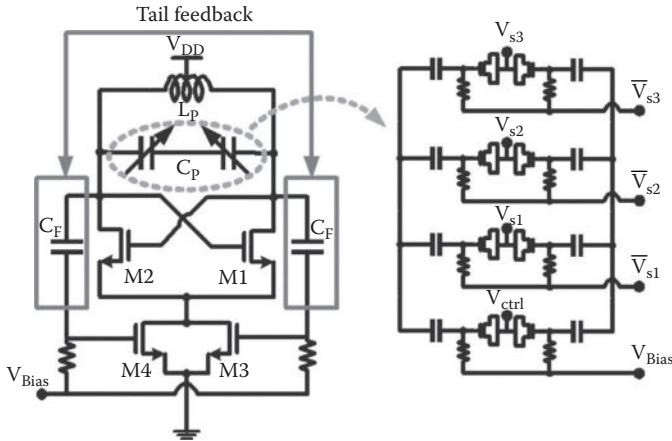 Tail feedback
V_DD
L_P
C_P
C_F
C_F
M2
M1
M4
M3
V_Bias
V_s3
V̅_s3
V_s2
V̅_s2
V_s1
V̅_s1
V_ctrl
V_Bias